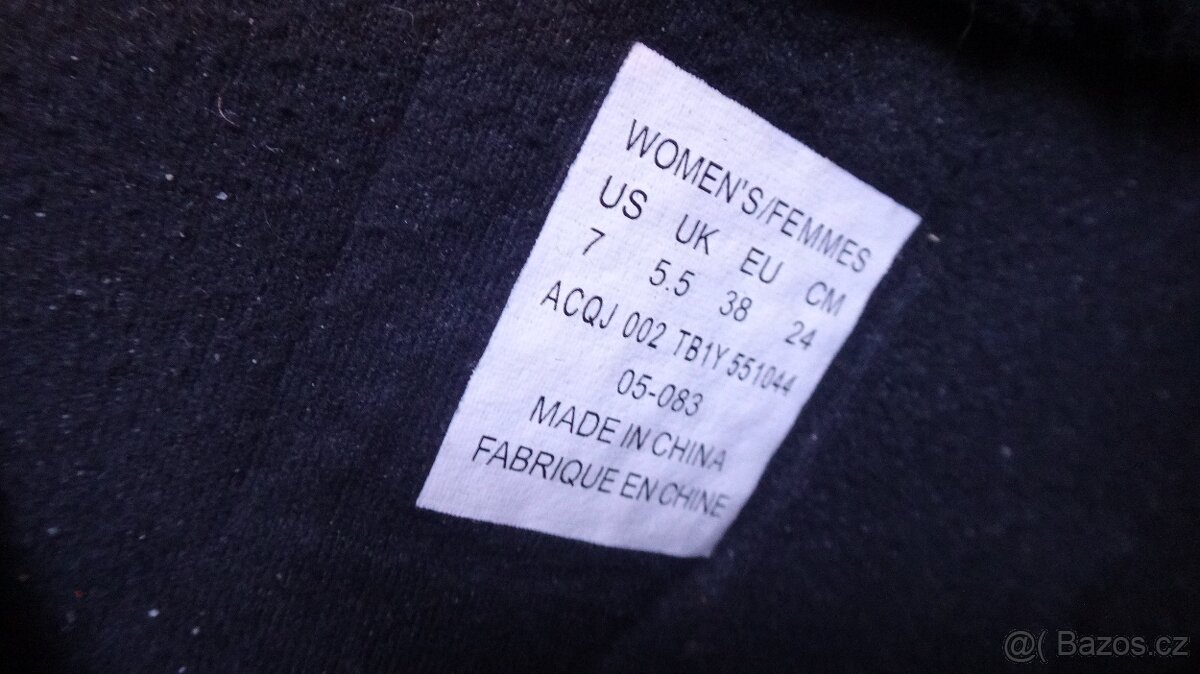 WOMEN'S/FEMMES
US UK EU CM
7 5.5 38 24
ACQJ 002 TB1Y 551044
05-083
MADE IN CHINA
FABRIQUE EN CHINE
@( Bazos.cz